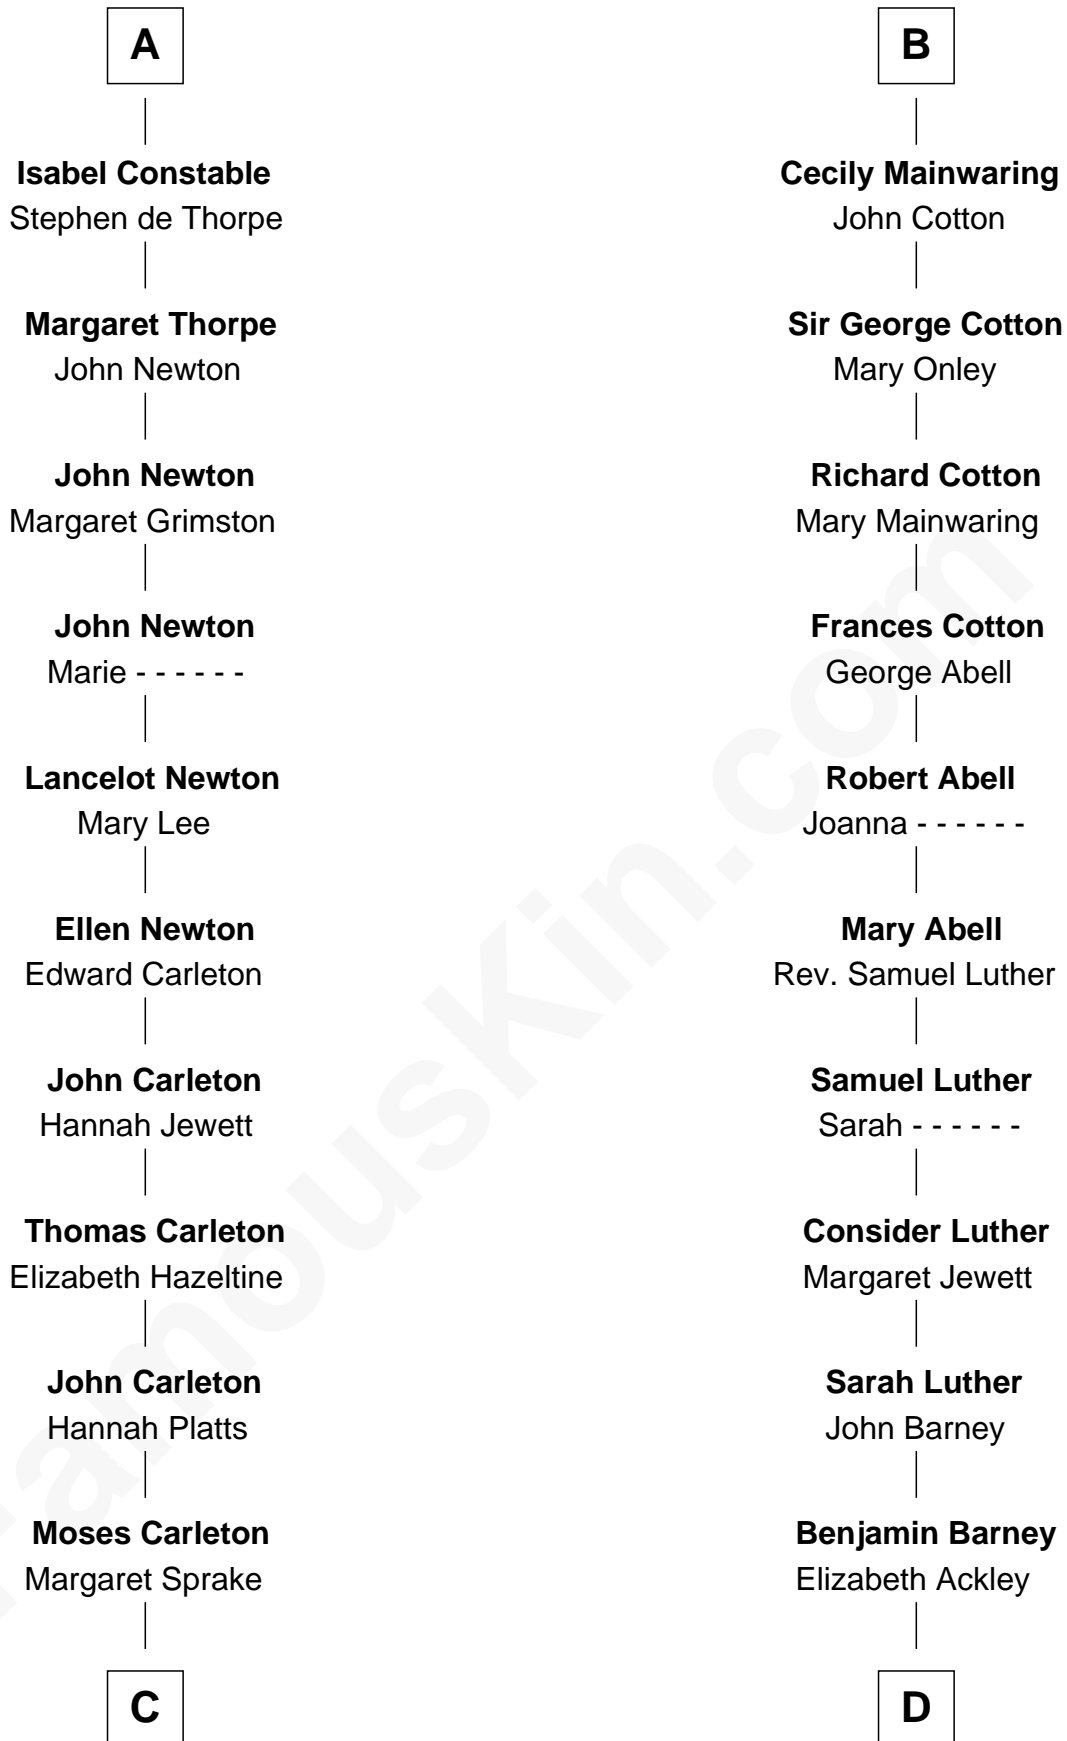 A
Isabel Constable
Stephen de Thorpe
Margaret Thorpe
John Newton
John Newton
Margaret Grimston
John Newton
Marie - - - - - -
Lancelot Newton
Mary Lee
Ellen Newton
Edward Carleton
John Carleton
Hannah Jewett
Thomas Carleton
Elizabeth Hazeltine
John Carleton
Hannah Platts
Moses Carleton
Margaret Sprake
C
B
Cecily Mainwaring
John Cotton
Sir George Cotton
Mary Onley
Richard Cotton
Mary Mainwaring
Frances Cotton
George Abell
Robert Abell
Joanna - - - - - -
Mary Abell
Rev. Samuel Luther
Samuel Luther
Sarah - - - - - -
Consider Luther
Margaret Jewett
Sarah Luther
John Barney
Benjamin Barney
Elizabeth Ackley
D
FamousKin.com